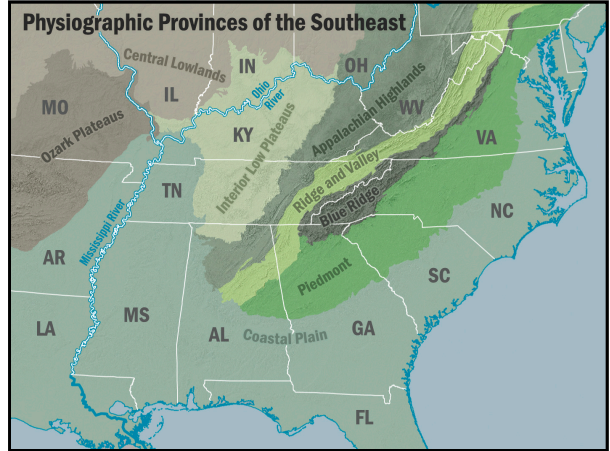 Physiographic Provinces of the Southeast
Central Lowlands
IN
OH
IL
MO
Ohio
River
WV
Ozark Plateaus
KY
Interior Low Plateaus
Appalachian Highlands
VA
Ridge and Valley
TN
Blue Ridge
NC
Mississippi River
AR
Piedmont
SC
MS
LA
AL
Coastal Plain
GA
FL